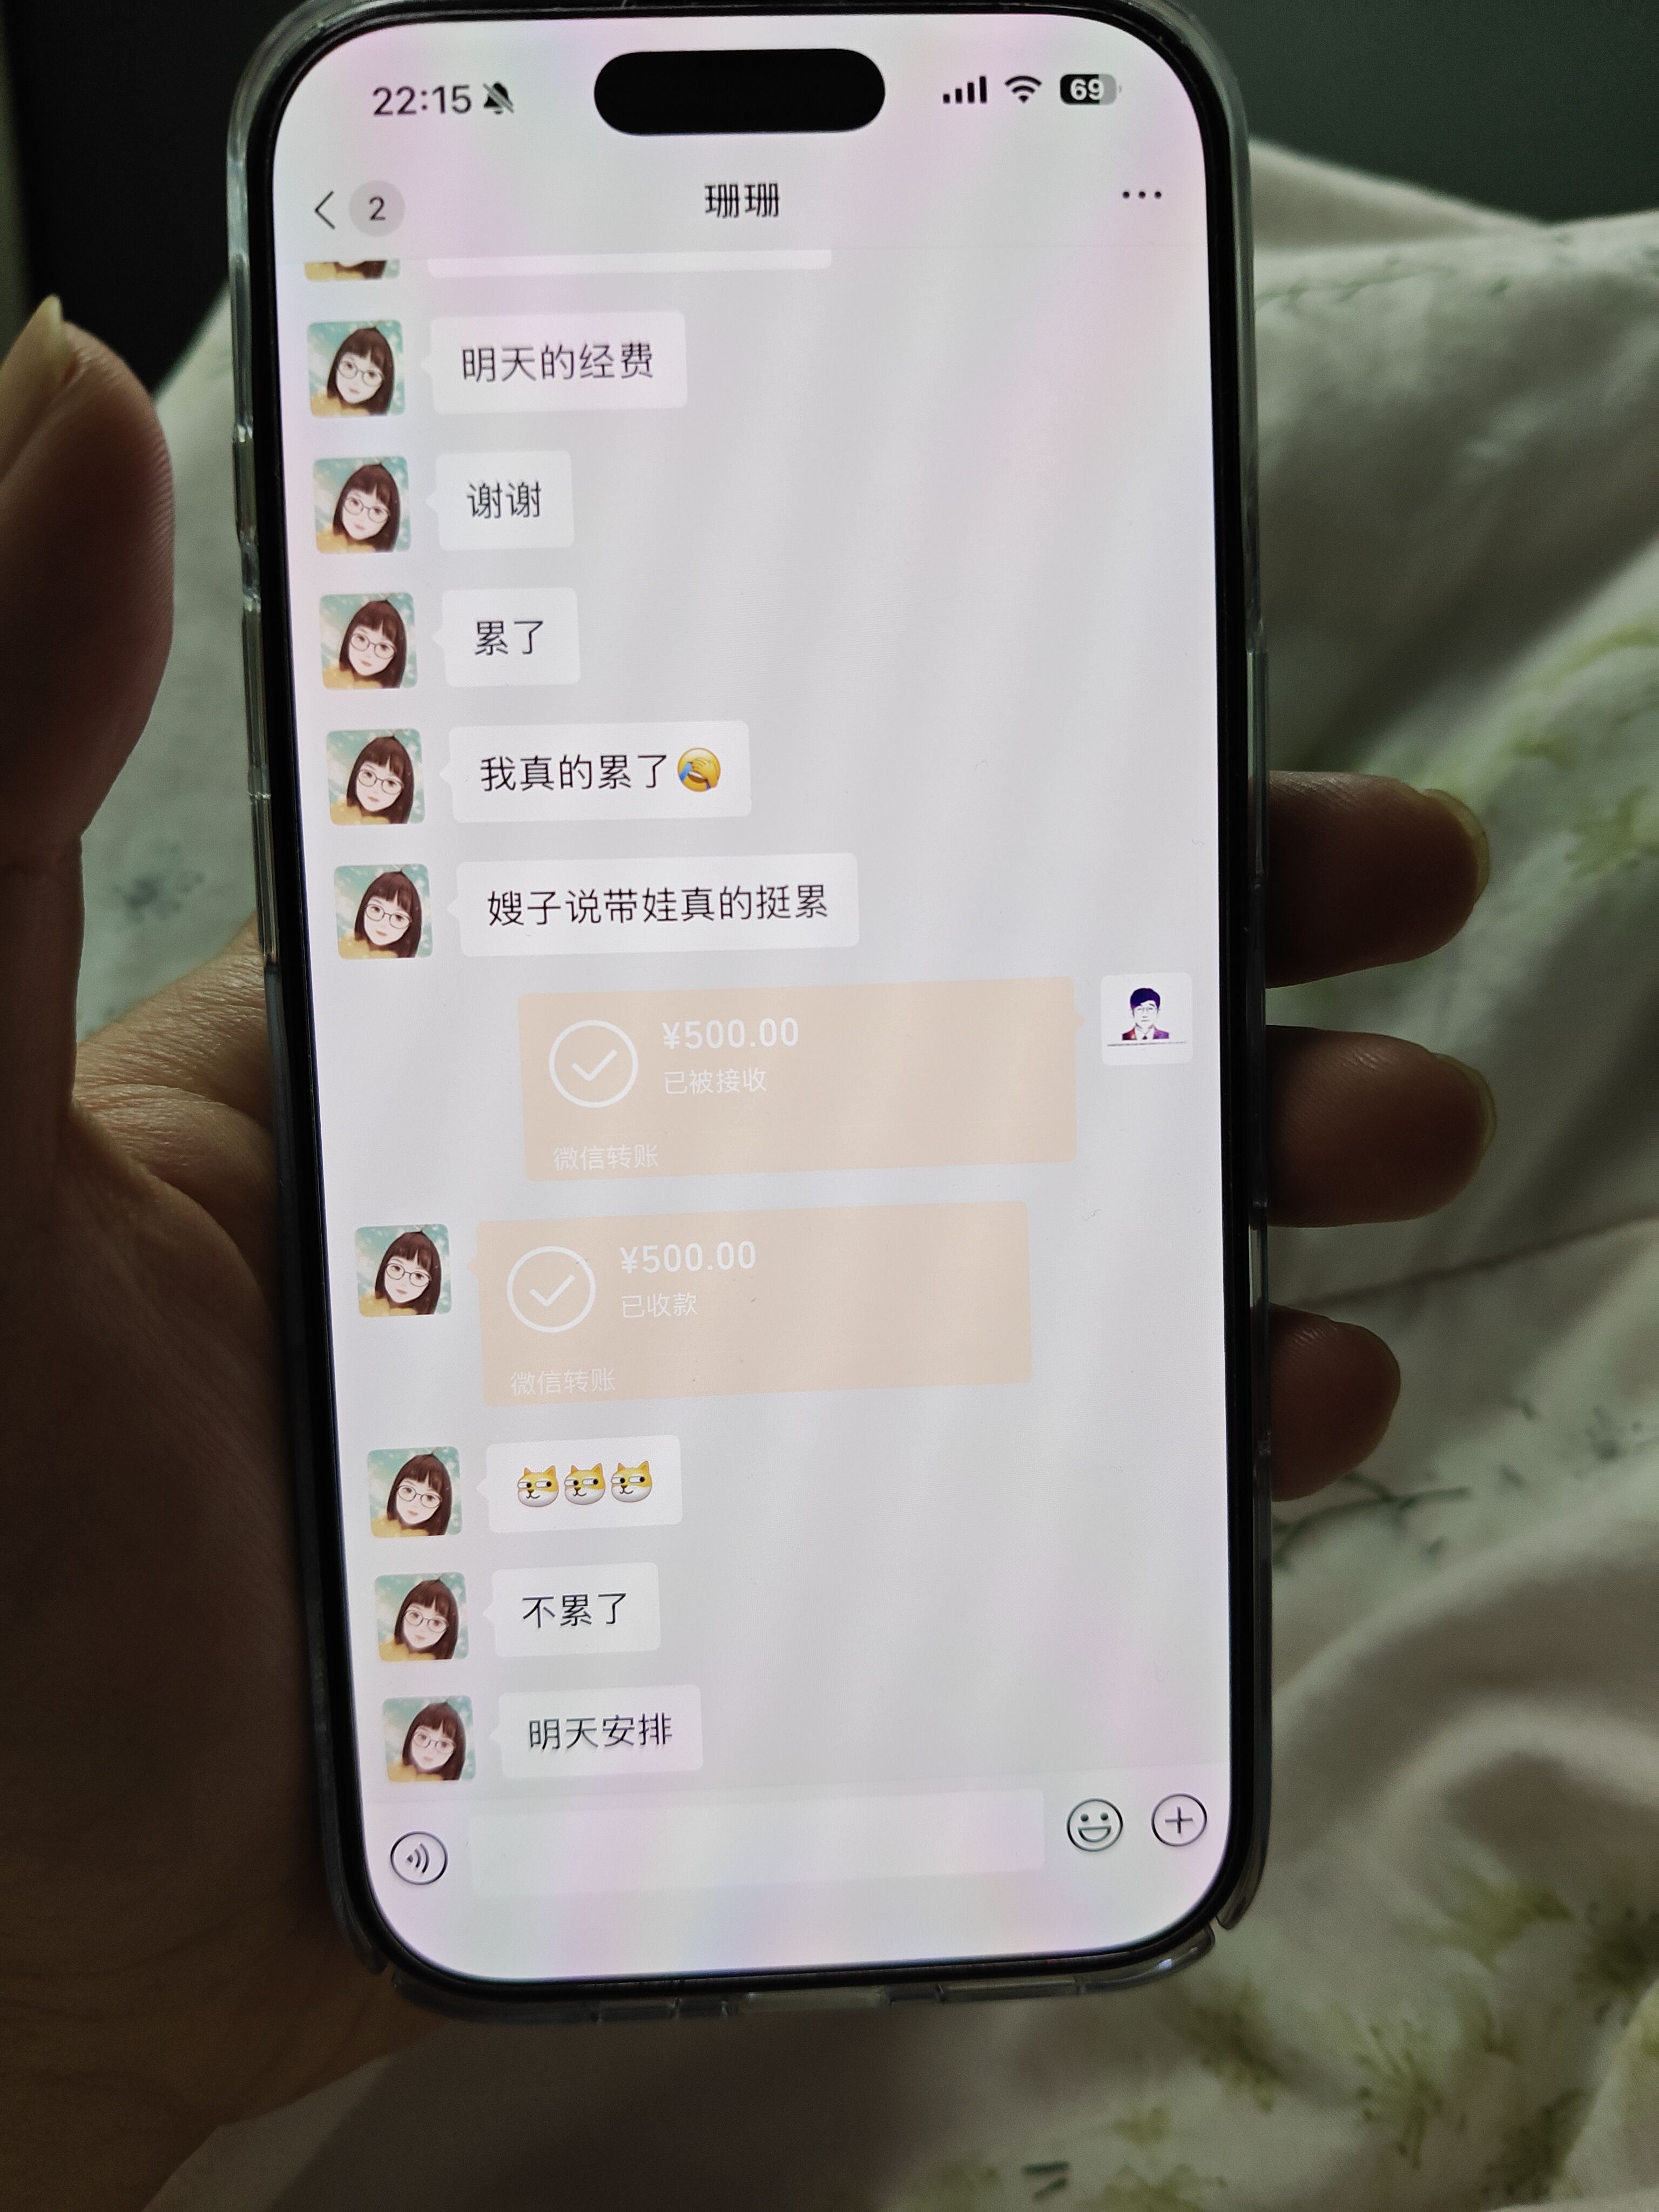 22:15
69
2
珊珊
明天的经费
谢谢
累了
我真的累了
嫂子说带娃真的挺累
¥500.00
已被接收
微信转账
¥500.00
已收款
微信转账
不累了
明天安排